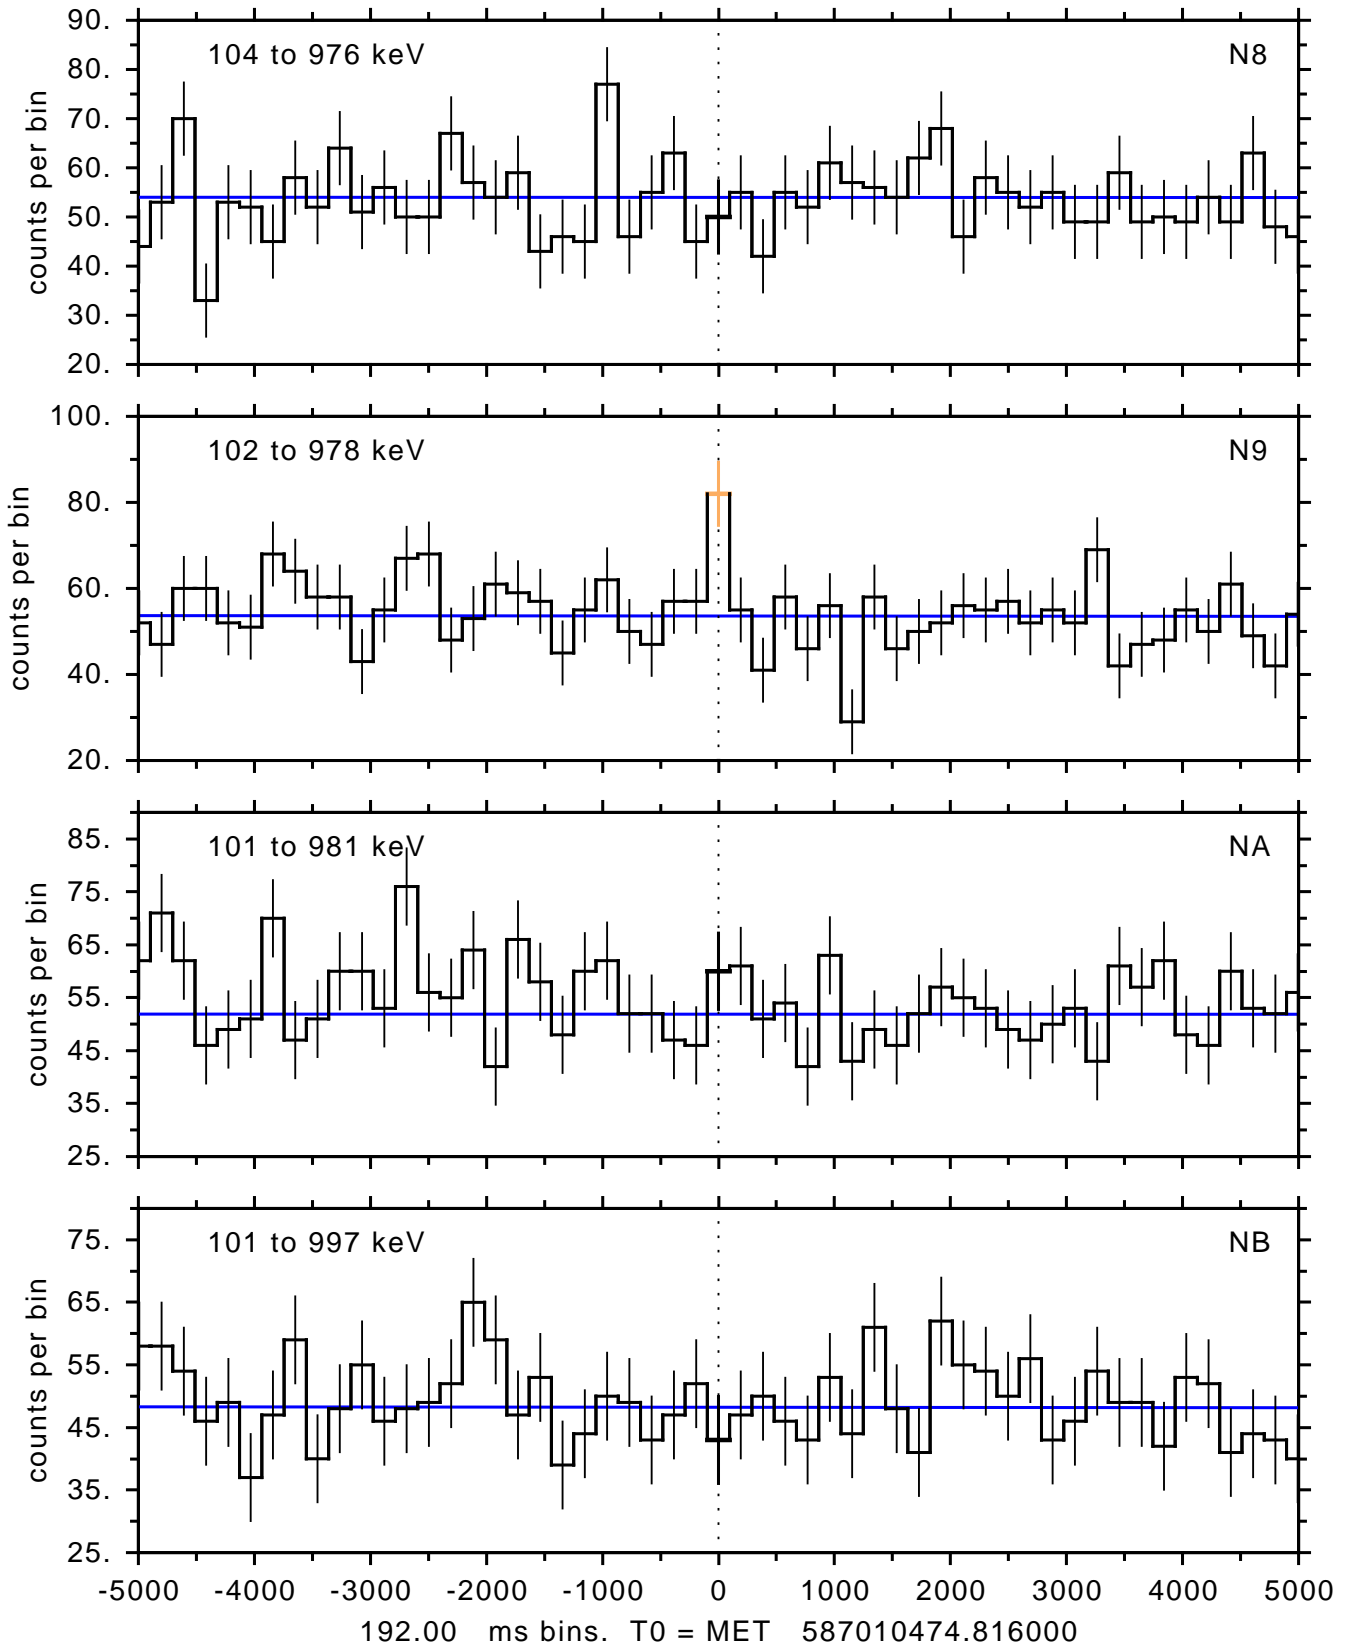 90.
104 to 976 keV N8
80.
70.
60.
50.
40.
30.
20.
counts per bin
100.
102 to 978 keV N9
80.
60.
40.
20.
counts per bin
85.
101 to 981 keV NA
75.
65.
55.
45.
35.
25.
counts per bin
75.
101 to 997 keV NB
65.
55.
45.
35.
25.
counts per bin
-5000 -4000 -3000 -2000 -1000 0 1000 2000 3000 4000 5000
192.00 ms bins. T0 = MET 587010474.816000